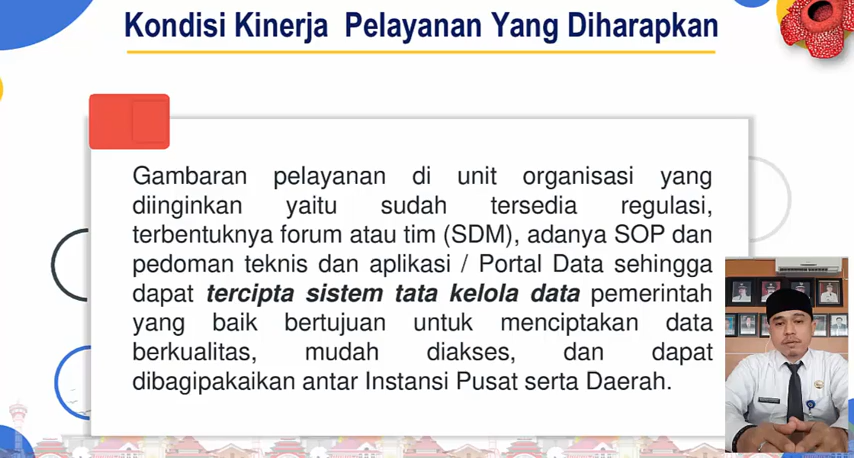 Kondisi Kinerja Pelayanan Yang Diharapkan
Gambaran pelayanan di unit organisasi yang
diinginkan yaitu sudah tersedia regulasi,
terbentuknya forum atau tim (SDM), adanya SOP dan
pedoman teknis dan aplikasi / Portal Data sehingga
dapat tercipta sistem tata kelola data pemerintah
yang baik bertujuan untuk menciptakan data
berkualitas, mudah diakses, dan dapat
dibagipakaikan antar Instansi Pusat serta Daerah.